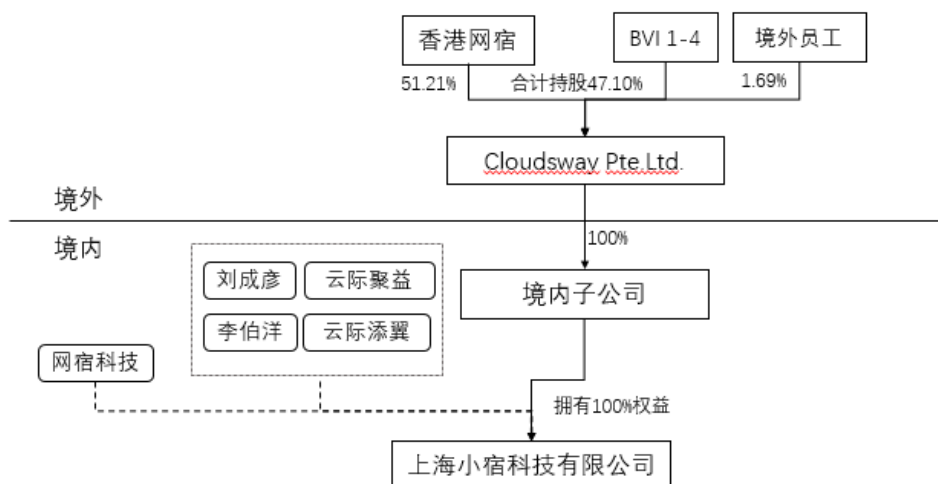 香港网宿
BVI 1-4
境外员工
51.21%
合计持股47.10%
1.69%
Cloudsway Pte.Ltd.
境外
境内
100%
刘成彦
云际聚益
境内子公司
李伯洋
云际添翼
网宿科技
拥有100%权益
上海小宿科技有限公司